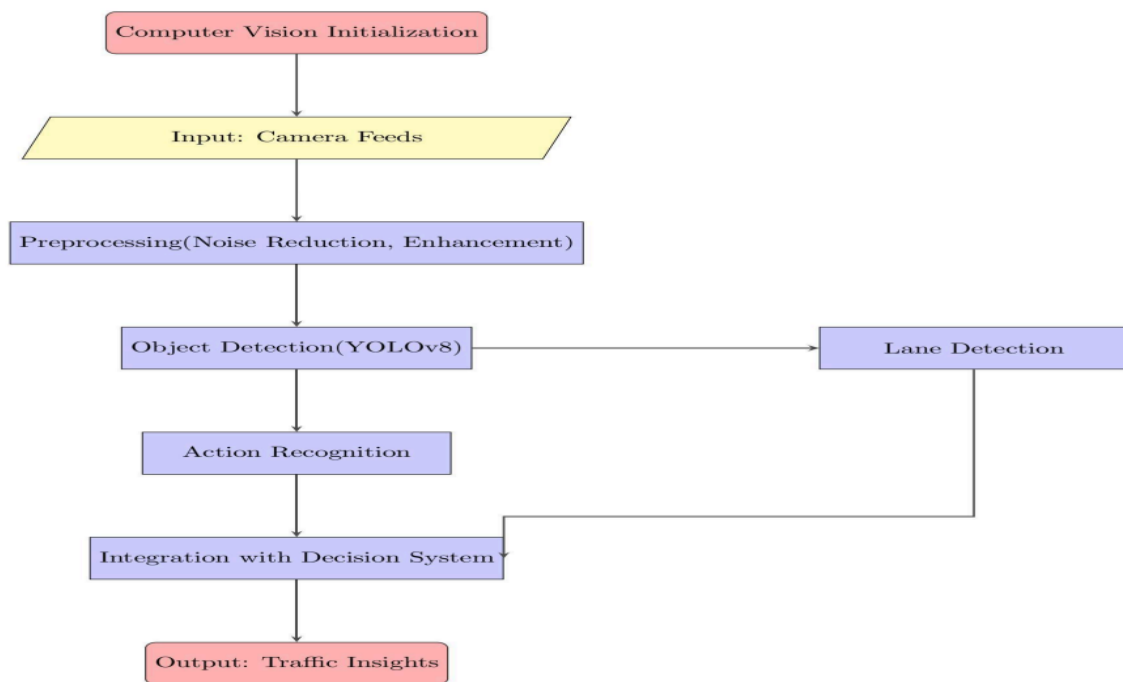 Computer Vision Initialization
Input: Camera Feeds
Preprocessing(Noise Reduction, Enhancement)
Object Detection(YOLOv8)
Lane Detection
Action Recognition
Integration with Decision System
Output: Traffic Insights